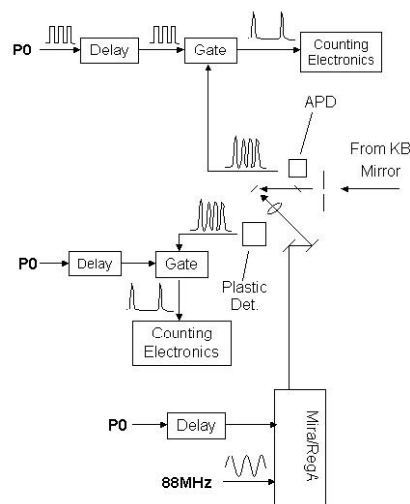 P0
Delay
Gate
Counting
Electronics
APD
From KB
Mirror
P0
Delay
Gate
Plastic
Det.
Counting
Electronics
P0
Delay
88MHz
Mira/RegA